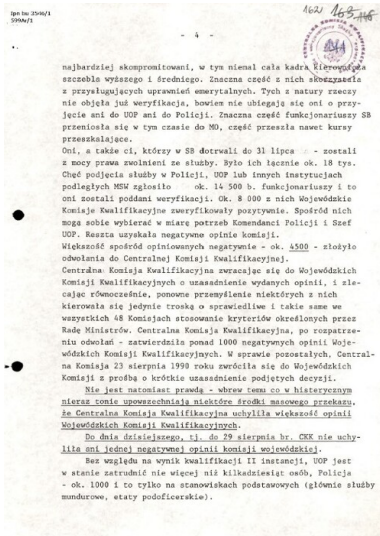 Ipn bu 3586/1
599A/1
162
- 4 -
najbardziej skompromitowani, w tym niemal cała kadra kierownicza
szczebla wyższego i średniego. Znaczna część z nich skorzystała
z przysługujących uprawnień emerytalnych. Tych z natury rzeczy
nie objęła już weryfikacja, bowiem nie ubiegają się oni o przy-
jęcie ani do UOP ani do Policji. Znaczna część funkcjonariuszy SB
przeniosła się w tym czasie do MO, część przeszła nawet kursy
przeszkalające.
Oni, a także ci, którzy w SB dotrwali do 31 lipca - zostali
z mocy prawa zwolnieni ze służby. Było ich łącznie ok. 18 tys.
Chęć podjęcia służby w Policji, UOP lub innych instytucjach
podległych MSW zgłosiło ok. 14 500 b. funkcjonariuszy i to
oni zostali poddani weryfikacji. Ok. 8 000 z nich Wojewódzkie
Komisje Kwalifikacyjne zweryfikowały pozytywnie. Spośród nich
mogą sobie wybierać w miarę potrzeb Komendanci Policji i Szef
UOP. Reszta uzyskała negatywne opinie komisji.
Większość spośród opiniowanych negatywnie - ok. 4500 - złożyło
odwołania do Centralnej Komisji Kwalifikacyjnej.
Centralna Komisja Kwalifikacyjna zwracając się do Wojewódzkich
Komisji Kwalifikacyjnych o uzasadnienie wydanych opinii, i zle-
cając równocześnie, ponowne przemyślenie niektórych z nich
kierowała się jedynie troską o sprawiedliwe i takie same we
wszystkich 48 Komisjach stosowanie kryteriów określonych przez
Radę Ministrów. Centralna Komisja Kwalifikacyjna, po rozpatrze-
niu odwołań - zatwierdziła ponad 1000 negatywnych opinii Woje-
wódzkich Komisji Kwalifikacyjnych. W sprawie pozostałych, Central-
na Komisja 23 sierpnia 1990 roku zwróciła się do Wojewódzkich
Komisji z prośbą o krótkie uzasadnienie podjętych decyzji.
Nie jest natomiast prawdą - wbrew temu co w histerycznym
nieraz tonie upowszechniają niektóre środki masowego przekazu,
że Centralna Komisja Kwalifikacyjna uchyliła większość opinii
Wojewódzkich Komisji Kwalifikacyjnych.
Do dnia dzisiejszego, tj. do 29 sierpnia br. CKK nie uchy-
liła ani jednej negatywnej opinii komisji wojewódzkiej.
Bez względu na wynik kwalifikacji II instancji, UOP jest
w stanie zatrudnić nie więcej niż kilkadziesiąt osób, Policja
- ok. 1000 i to tylko na stanowiskach podstawowych (głównie służby
mundurowe, etaty podoficerskie).